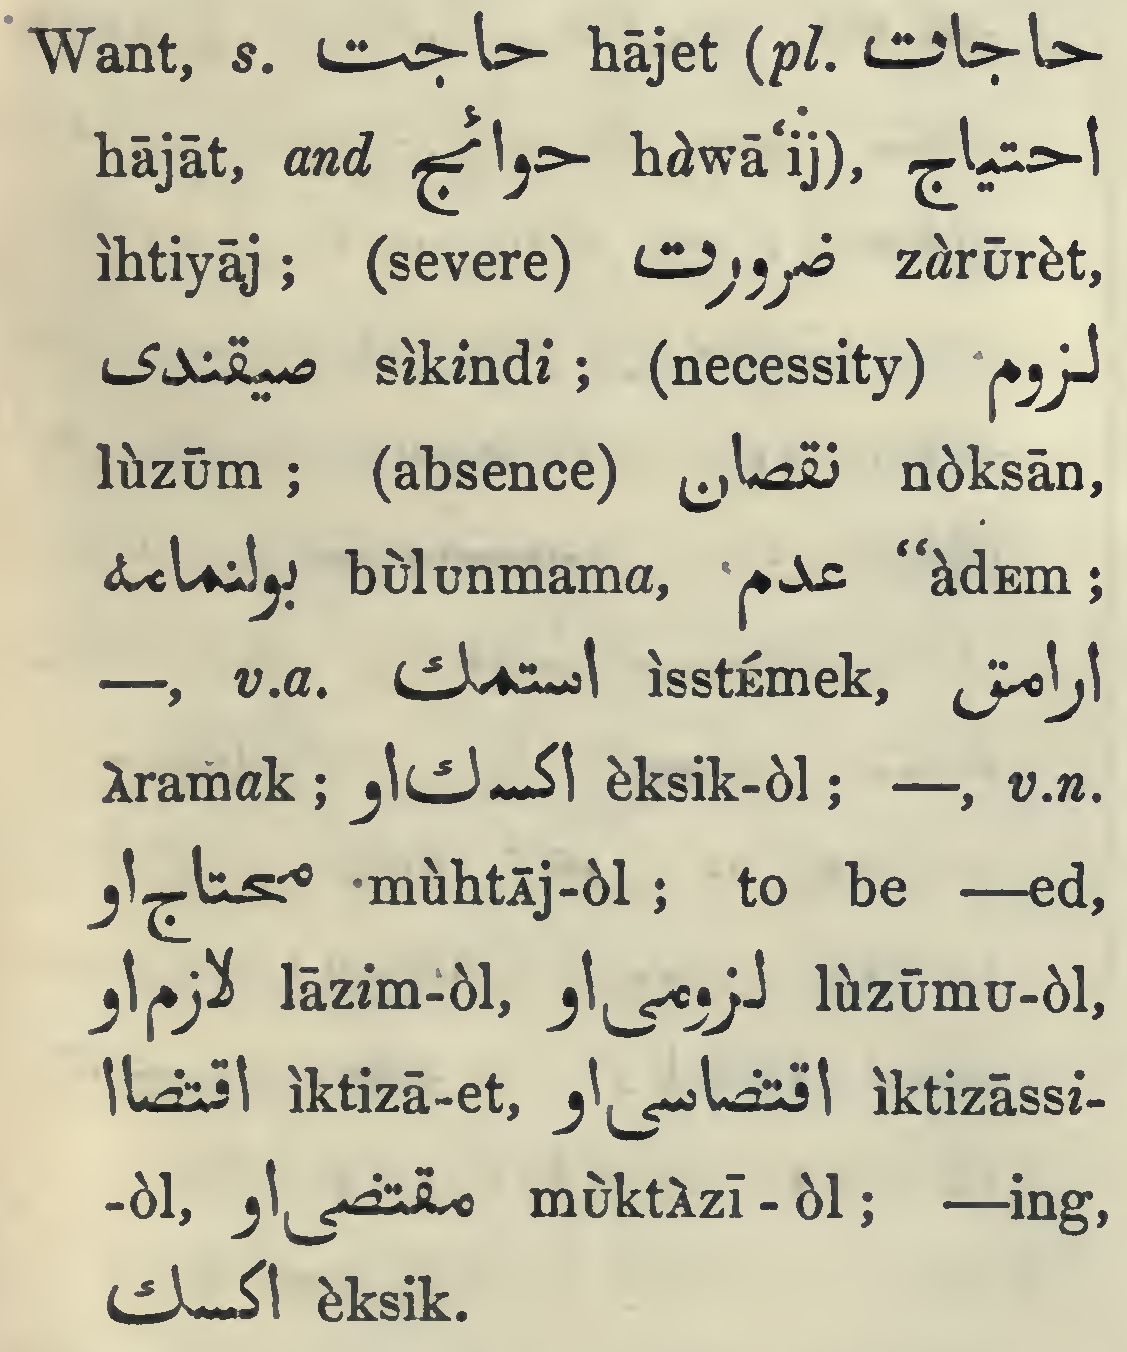 Want, s. حاجت hājet (pl. حاجات
hājāt, and حوائج hàwā‘ij), احتياج
ìhtiyāj ; (severe) ضرورت zàrūrèt,
صيقندى sìkindi ; (necessity) لزوم
lùzūm ; (absence) نقصان nòksān,
بولنمامه bùlunmama, عدم “àdᴇm ;
—, v.a. استمك ìsstÉmek, ارامق
àramak ; اكسك او èksik-òl ; —, v.n.
محتاج او mùhtāj-òl ; to be —ed,
لازم او lāzim-òl, لزومى او lùzūmu-òl,
اقتضا ا ìktizā-et, اقتضاسى او ìktizāssi-
-òl, مقتضى او mùktàzī - òl ; —ing,
اكسك èksik.